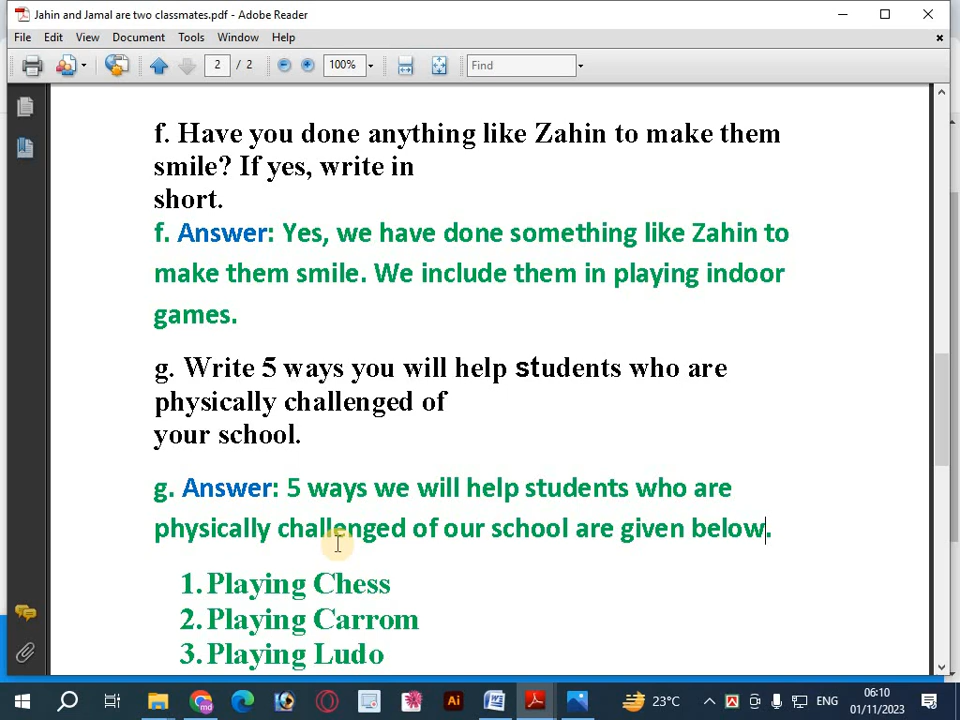 Jahin and Jamal are two classmates.pdf - Adobe Reader
File Edit View Document Tools Window Help
2 / 2 100% Find
f. Have you done anything like Zahin to make them
smile? If yes, write in
short.
f. Answer: Yes, we have done something like Zahin to
make them smile. We include them in playing indoor
games.
g. Write 5 ways you will help students who are
physically challenged of
your school.
g. Answer: 5 ways we will help students who are
physically challenged of our school are given below.
1. Playing Chess
2. Playing Carrom
3. Playing Ludo
23°C ENG 06:10
01/11/2023